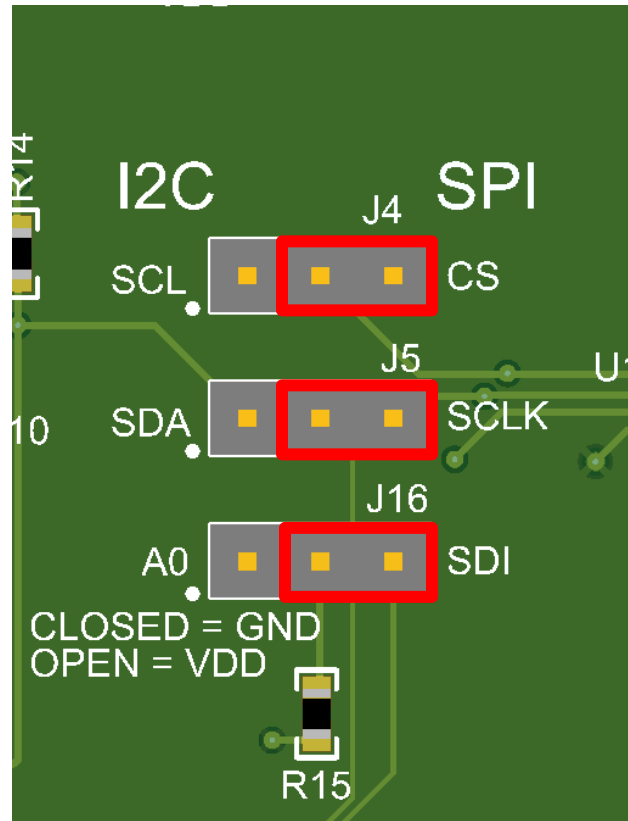 R14
I2C
SPI
J4
SCL
CS
J5
SDA
SCLK
10
J16
A0
SDI
CLOSED = GND
OPEN = VDD
R15